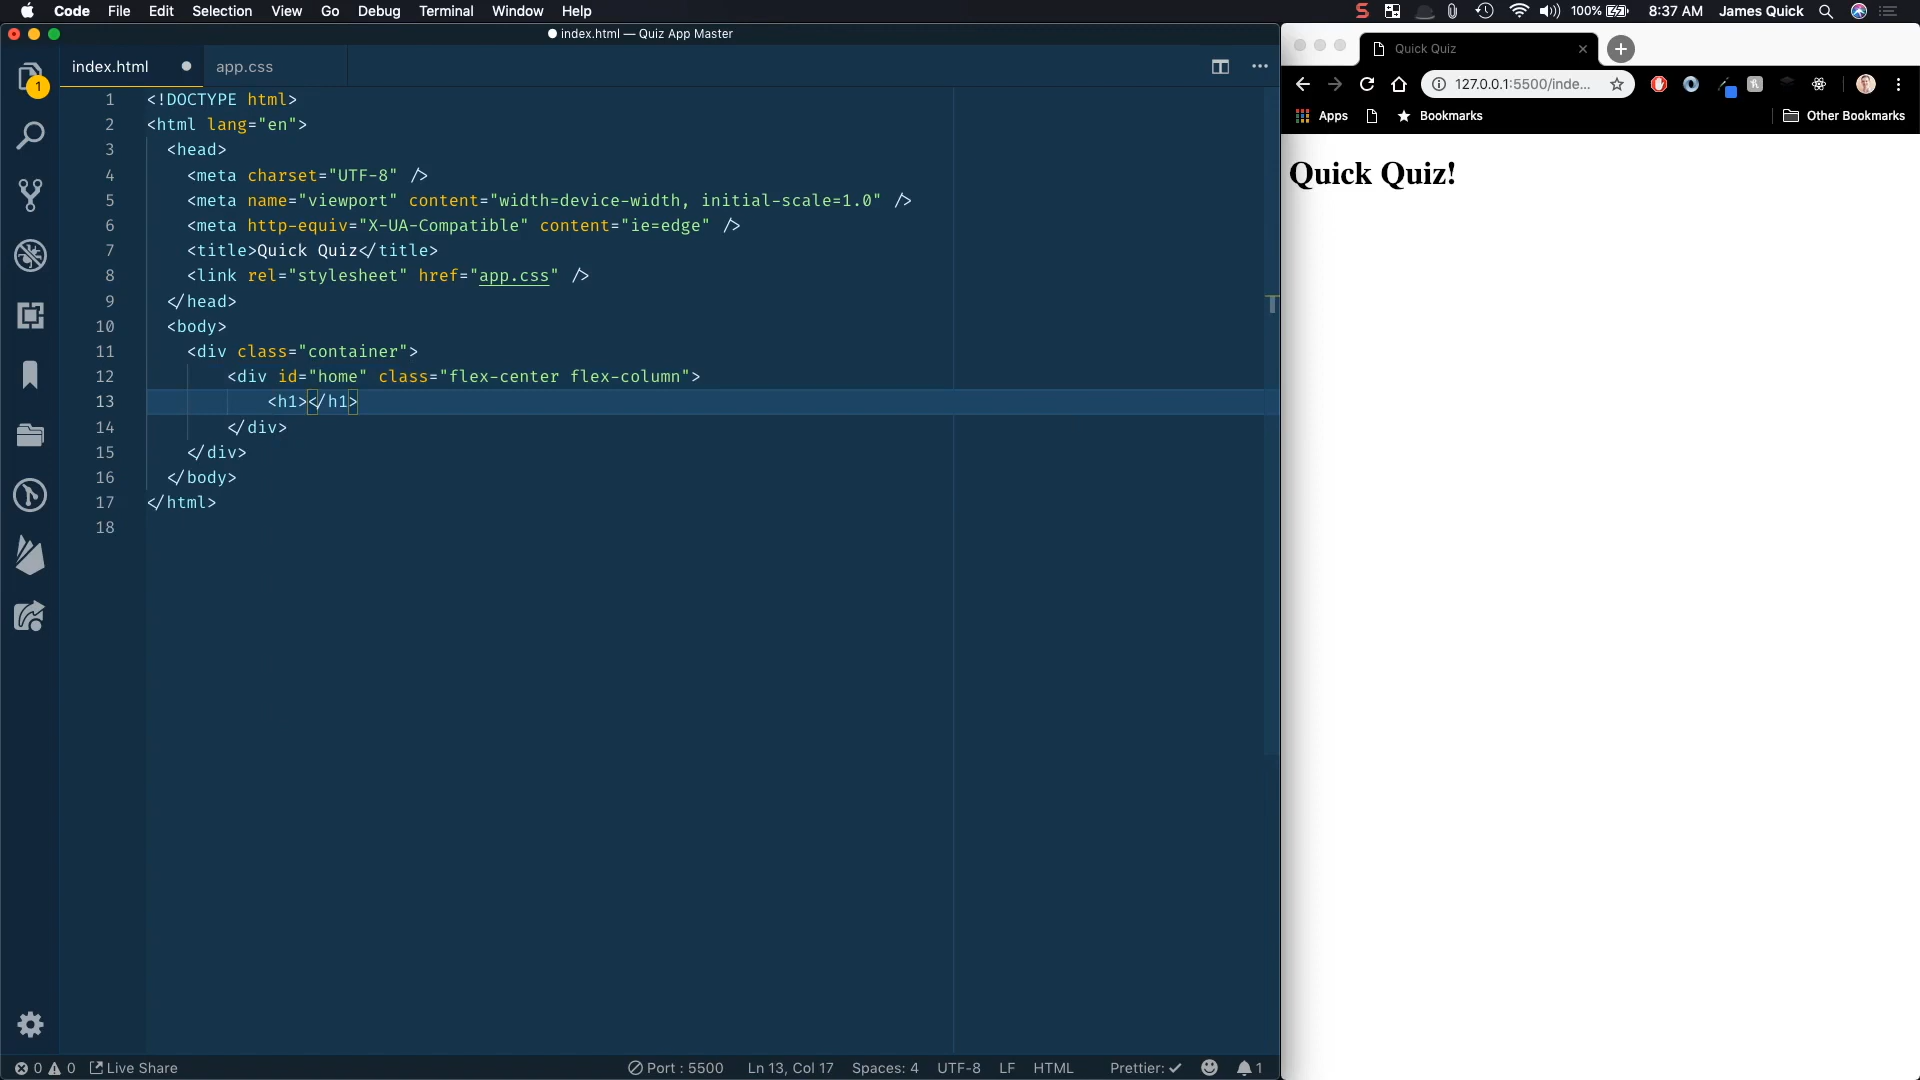 Code File Edit Selection View Go Debug Terminal Window Help
100% 8:37 AM James Quick
index.html — Quiz App Master
index.html
app.css
1
1 <!DOCTYPE html>
2 <html lang="en">
3 <head>
4 <meta charset="UTF-8" />
5 <meta name="viewport" content="width=device-width, initial-scale=1.0" />
6 <meta http-equiv="X-UA-Compatible" content="ie=edge" />
7 <title>Quick Quiz</title>
8 <link rel="stylesheet" href="app.css" />
9 </head>
10 <body>
11 <div class="container">
12 <div id="home" class="flex-center flex-column">
13 <h1></h1>
14 </div>
15 </div>
16 </body>
17 </html>
18
0 0 Live Share Port : 5500 Ln 13, Col 17 Spaces: 4 UTF-8 LF HTML Prettier: ✓ 1
Quick Quiz
127.0.0.1:5500/inde...
Apps Bookmarks Other Bookmarks
Quick Quiz!